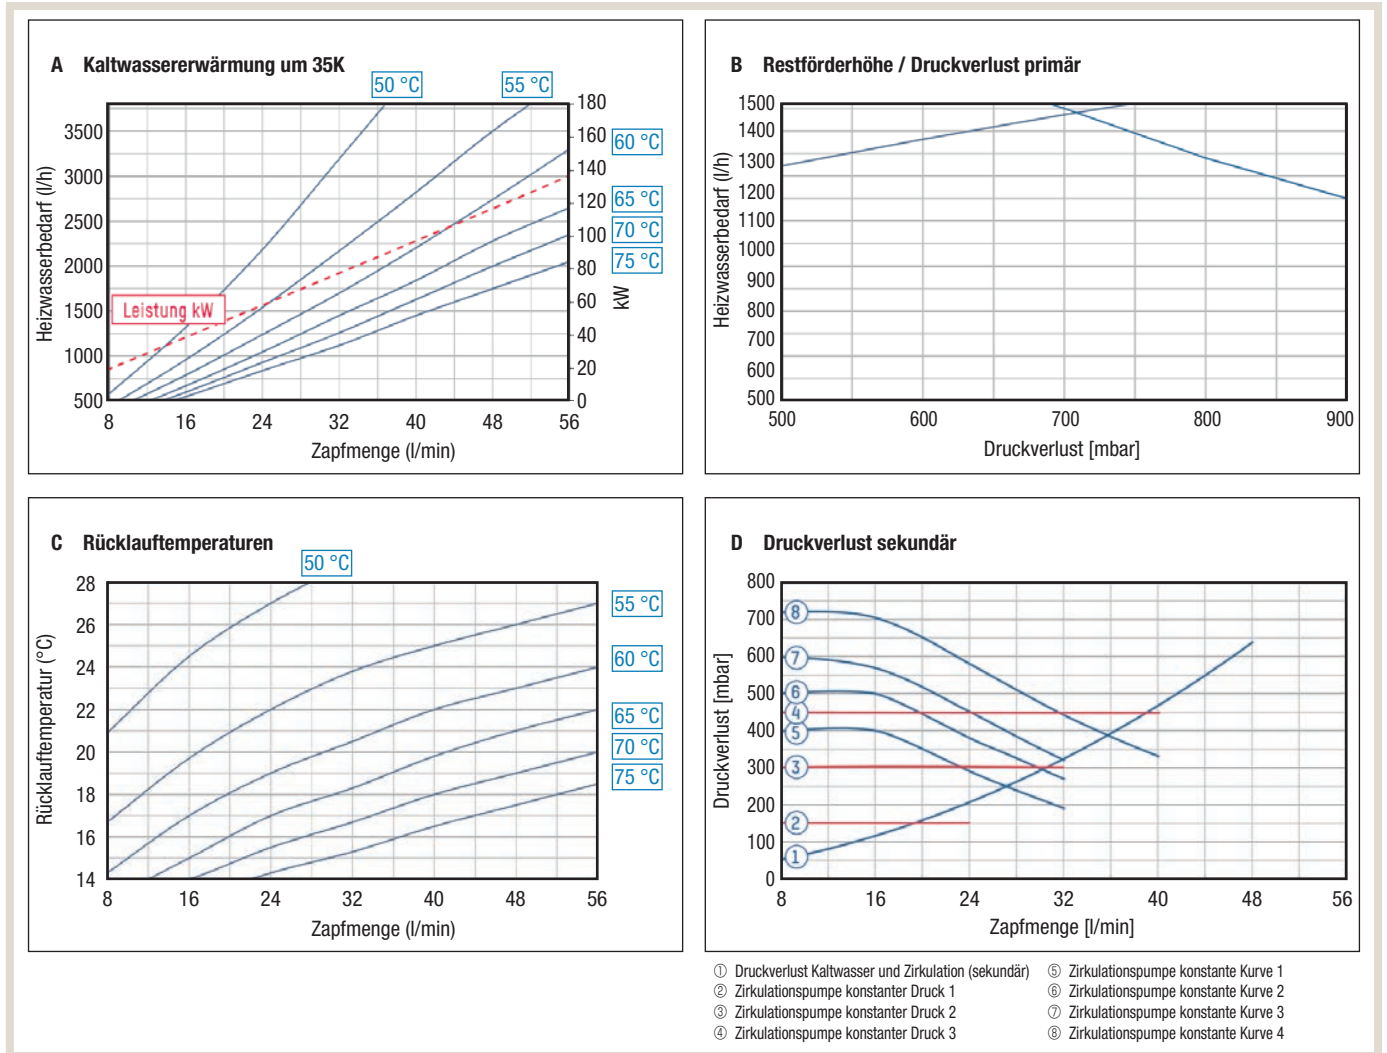 A Kaltwassererwärmung um 35K
50 °C
55 °C
60 °C
65 °C
70 °C
75 °C
Leistung kW
Heizwasserbedarf (l/h)
3500
3000
2500
2000
1500
1000
500
180
160
140
120
100
80
60
40
20
0
kW
8 16 24 32 40 48 56
Zapfmenge (l/min)
B Restförderhöhe / Druckverlust primär
Heizwasserbedarf (l/h)
1500
1400
1300
1200
1100
1000
900
800
700
600
500
500 600 700 800 900
Druckverlust [mbar]
C Rücklauftemperaturen
50 °C
55 °C
60 °C
65 °C
70 °C
75 °C
Rücklauftemperatur (°C)
28
26
24
22
20
18
16
14
8 16 24 32 40 48 56
Zapfmenge (l/min)
D Druckverlust sekundär
Druckverlust [mbar]
800
700
600
500
400
300
200
100
0
8
7
6
4
5
3
2
1
8 16 24 32 40 48 56
Zapfmenge [l/min]
① Druckverlust Kaltwasser und Zirkulation (sekundär)
② Zirkulationspumpe konstanter Druck 1
③ Zirkulationspumpe konstanter Druck 2
④ Zirkulationspumpe konstanter Druck 3
⑤ Zirkulationspumpe konstante Kurve 1
⑥ Zirkulationspumpe konstante Kurve 2
⑦ Zirkulationspumpe konstante Kurve 3
⑧ Zirkulationspumpe konstante Kurve 4